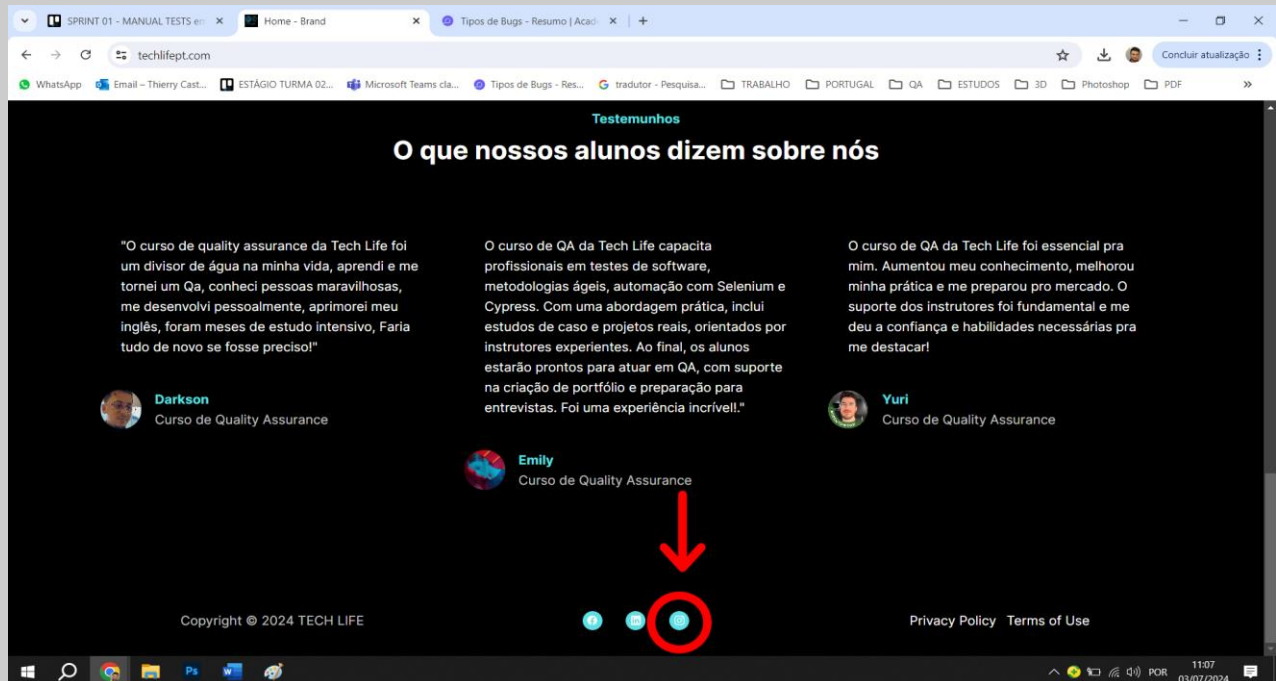 SPRINT 01 - MANUAL TESTS em
Home - Brand
Tipos de Bugs - Resumo | Acad
techlifept.com
Concluir atualização
WhatsApp
Email – Thierry Cast...
ESTÁGIO TURMA 02...
Microsoft Teams cla...
Tipos de Bugs - Res...
tradutor - Pesquisa...
TRABALHO
PORTUGAL
QA
ESTUDOS
3D
Photoshop
PDF
Testemunhos
O que nossos alunos dizem sobre nós
"O curso de quality assurance da Tech Life foi
um divisor de água na minha vida, aprendi e me
tornei um Qa, conheci pessoas maravilhosas,
me desenvolvi pessoalmente, aprimorei meu
inglês, foram meses de estudo intensivo, Faria
tudo de novo se fosse preciso!"
Darkson
Curso de Quality Assurance
O curso de QA da Tech Life capacita
profissionais em testes de software,
metodologias ágeis, automação com Selenium e
Cypress. Com uma abordagem prática, inclui
estudos de caso e projetos reais, orientados por
instrutores experientes. Ao final, os alunos
estarão prontos para atuar em QA, com suporte
na criação de portfólio e preparação para
entrevistas. Foi uma experiência incrível!."
Emily
Curso de Quality Assurance
O curso de QA da Tech Life foi essencial pra
mim. Aumentou meu conhecimento, melhorou
minha prática e me preparou pro mercado. O
suporte dos instrutores foi fundamental e me
deu a confiança e habilidades necessárias pra
me destacar!
Yuri
Curso de Quality Assurance
Copyright © 2024 TECH LIFE
Privacy Policy Terms of Use
Ps
POR
11:07
03/07/2024